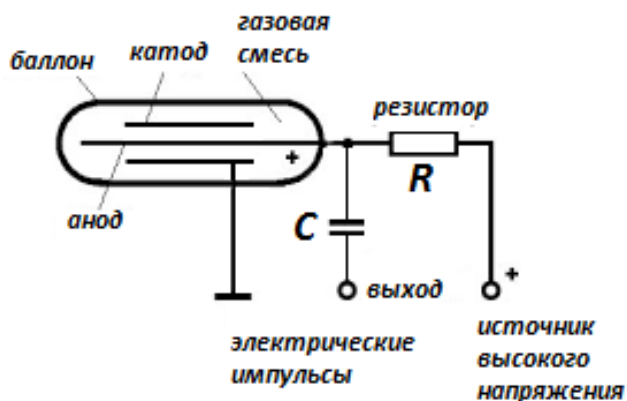 баллон
катод
газовая
смесь
резистор
+
R
анод
C
выход
+
электрические
импульсы
источник
высокого
напряжения